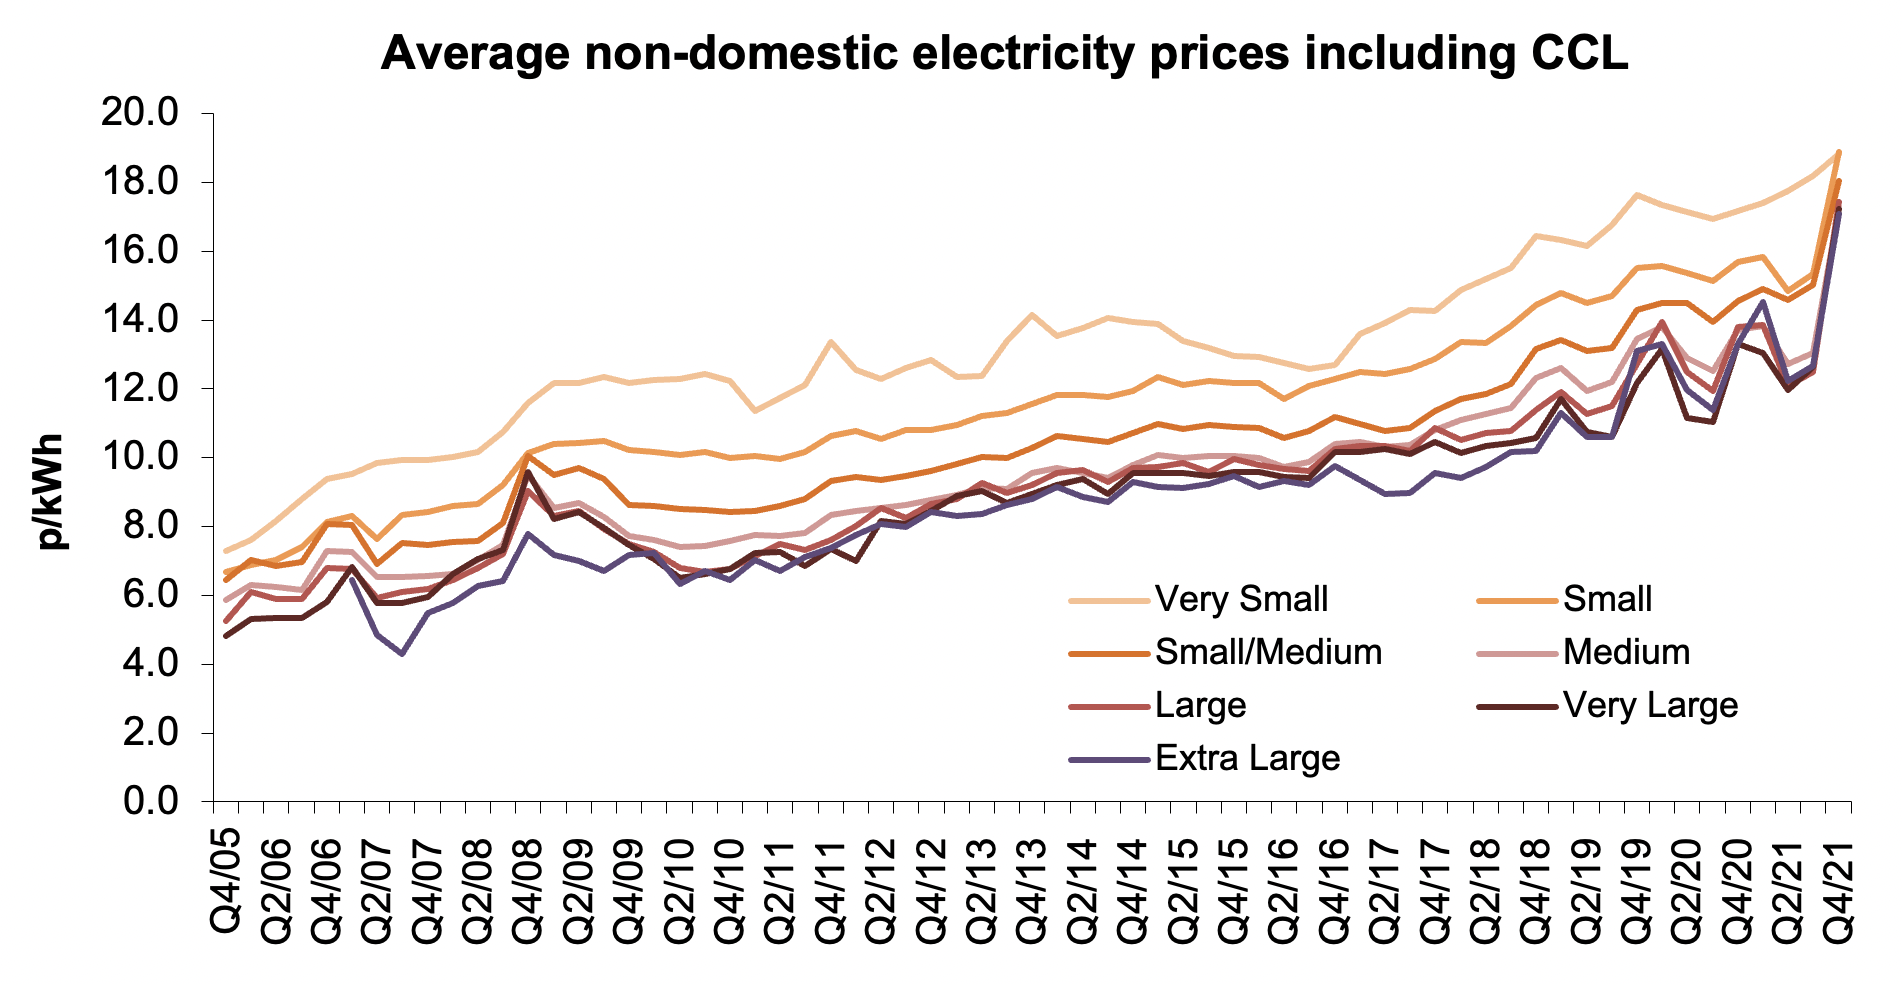 Average non-domestic electricity prices including CCL
20.0
18.0
16.0
14.0
12.0
10.0
8.0
6.0
4.0
2.0
0.0
p/kWh
Very Small
Small
Small/Medium
Medium
Large
Very Large
Extra Large
Q4/05
Q2/06
Q4/06
Q2/07
Q4/07
Q2/08
Q4/08
Q2/09
Q4/09
Q2/10
Q4/10
Q2/11
Q4/11
Q2/12
Q4/12
Q2/13
Q4/13
Q2/14
Q4/14
Q2/15
Q4/15
Q2/16
Q4/16
Q2/17
Q4/17
Q2/18
Q4/18
Q2/19
Q4/19
Q2/20
Q4/20
Q2/21
Q4/21